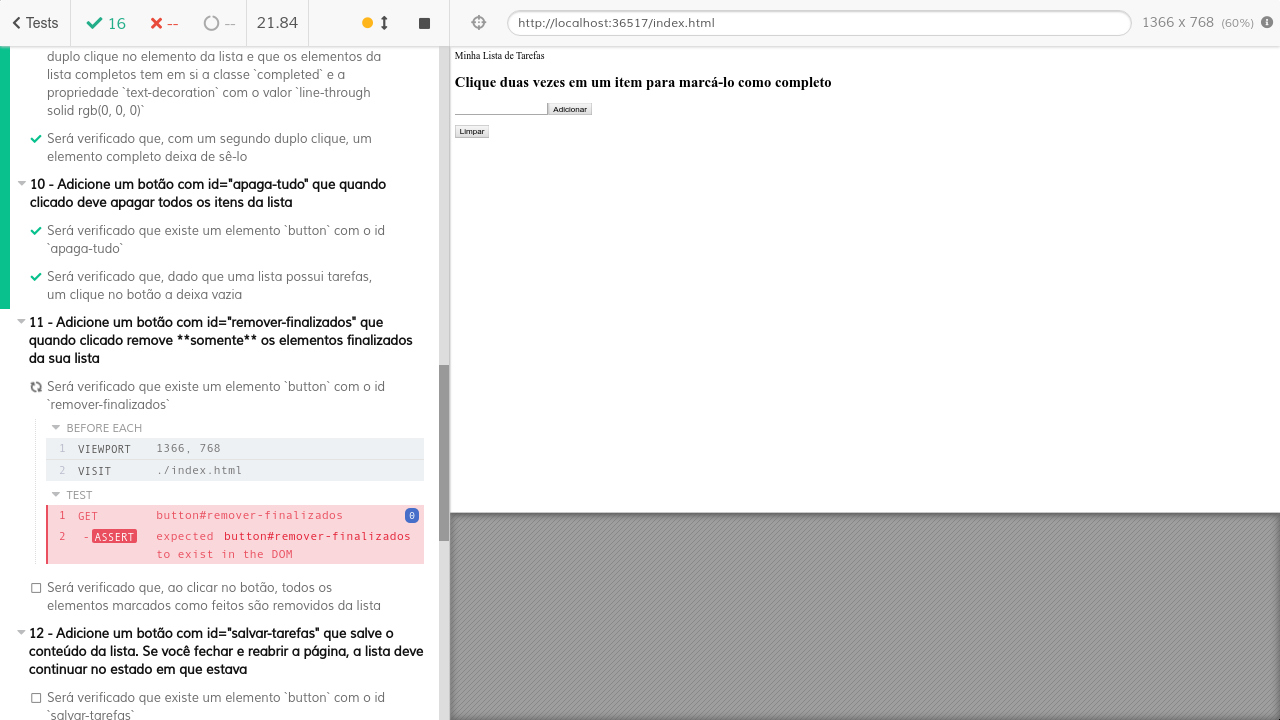 Tests
16
--
--
21.84
http://localhost:36517/index.html
1366 x 768 (60%)
duplo clique no elemento da lista e que os elementos da
lista completos tem em si a classe `completed` e a
propriedade `text-decoration` com o valor `line-through
solid rgb(0, 0, 0)`
Será verificado que, com um segundo duplo clique, um
elemento completo deixa de sê-lo
10 - Adicione um botão com id="apaga-tudo" que quando
clicado deve apagar todos os itens da lista
Será verificado que existe um elemento `button` com o id
`apaga-tudo`
Será verificado que, dado que uma lista possui tarefas,
um clique no botão a deixa vazia
11 - Adicione um botão com id="remover-finalizados" que
quando clicado remove **somente** os elementos finalizados
da sua lista
Será verificado que existe um elemento `button` com o id
`remover-finalizados`
BEFORE EACH
1 VIEWPORT 1366, 768
2 VISIT ./index.html
TEST
1 GET button#remover-finalizados 0
2 -ASSERT expected button#remover-finalizados
to exist in the DOM
Será verificado que, ao clicar no botão, todos os
elementos marcados como feitos são removidos da lista
12 - Adicione um botão com id="salvar-tarefas" que salve o
conteúdo da lista. Se você fechar e reabrir a página, a lista deve
continuar no estado em que estava
Será verificado que existe um elemento `button` com o id
`salvar-tarefas`
Minha Lista de Tarefas
Clique duas vezes em um item para marcá-lo como completo
Adicionar
Limpar